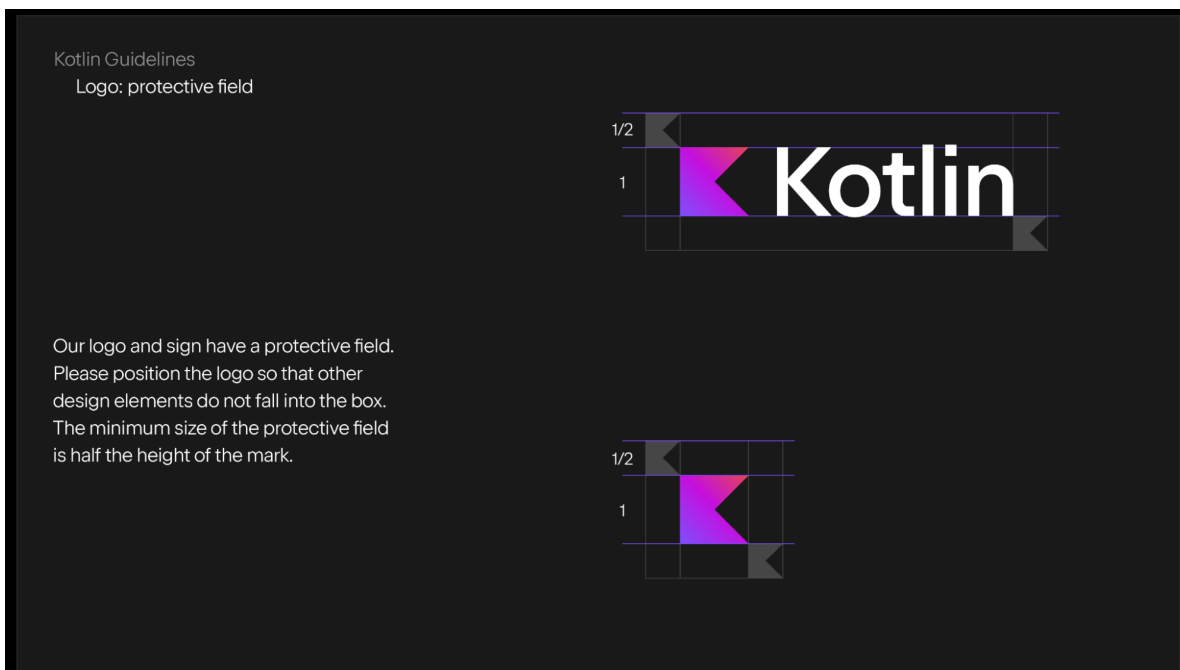 Kotlin Guidelines
Logo: protective field
1/2
1
Kotlin
Our logo and sign have a protective field.
Please position the logo so that other
design elements do not fall into the box.
The minimum size of the protective field
is half the height of the mark.
1/2
1